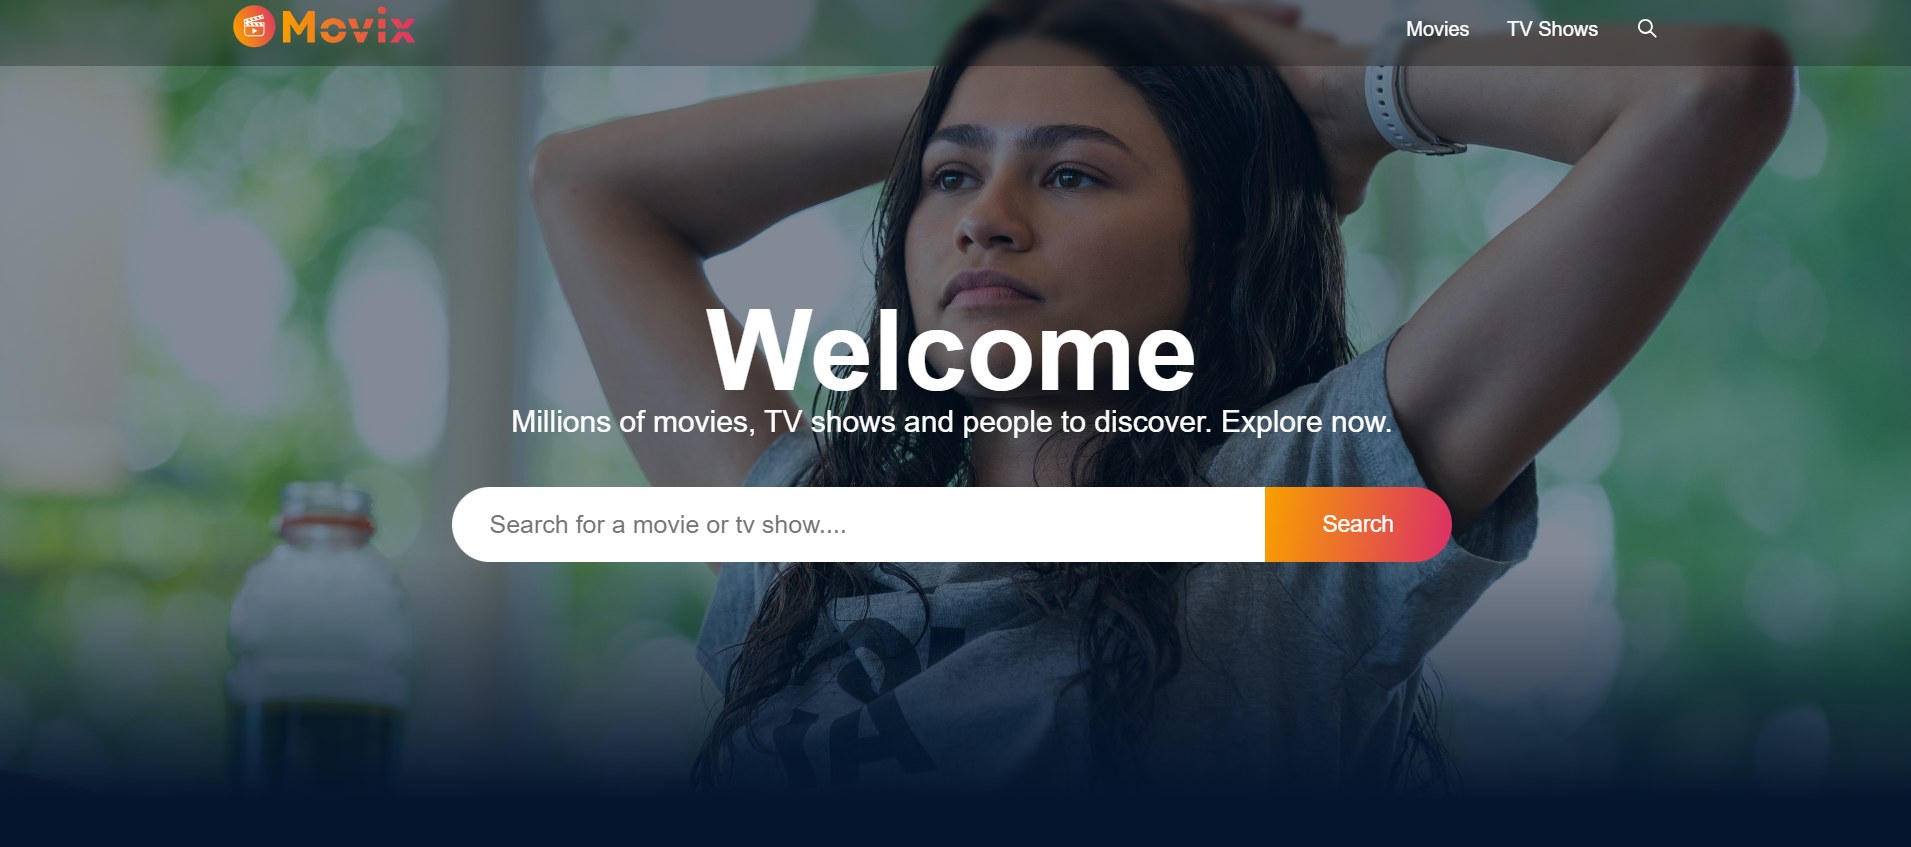 Movix
Movies
TV Shows
Welcome
Millions of movies, TV shows and people to discover. Explore now.
Search for a movie or tv show....
Search